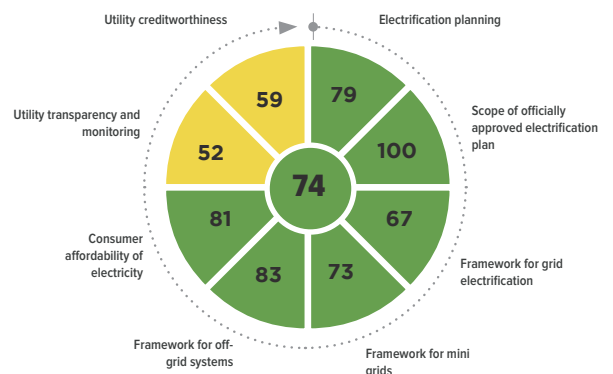 Utility creditworthiness
Electrification planning
59
79
Utility transparency and
monitoring
Scope of officially
approved electrification
plan
52
100
74
81
67
Consumer
affordability of
electricity
Framework for grid
electrification
83
73
Framework for off-
grid systems
Framework for mini
grids